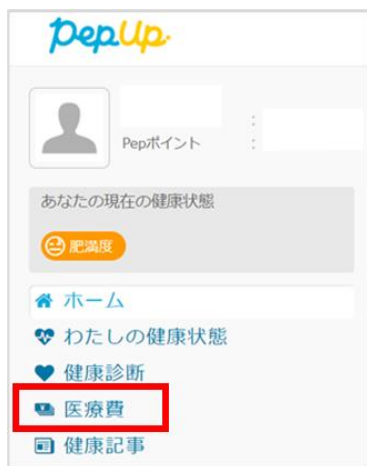 PepUp
:
Pepポイント :
あなたの現在の健康状態
肥満度
ホーム
わたしの健康状態
健康診断
医療費
健康記事